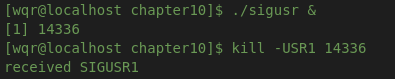 [wqr@localhost chapter10]$ ./sigusr &
[1] 14336
[wqr@localhost chapter10]$ kill -USR1 14336
received SIGUSR1